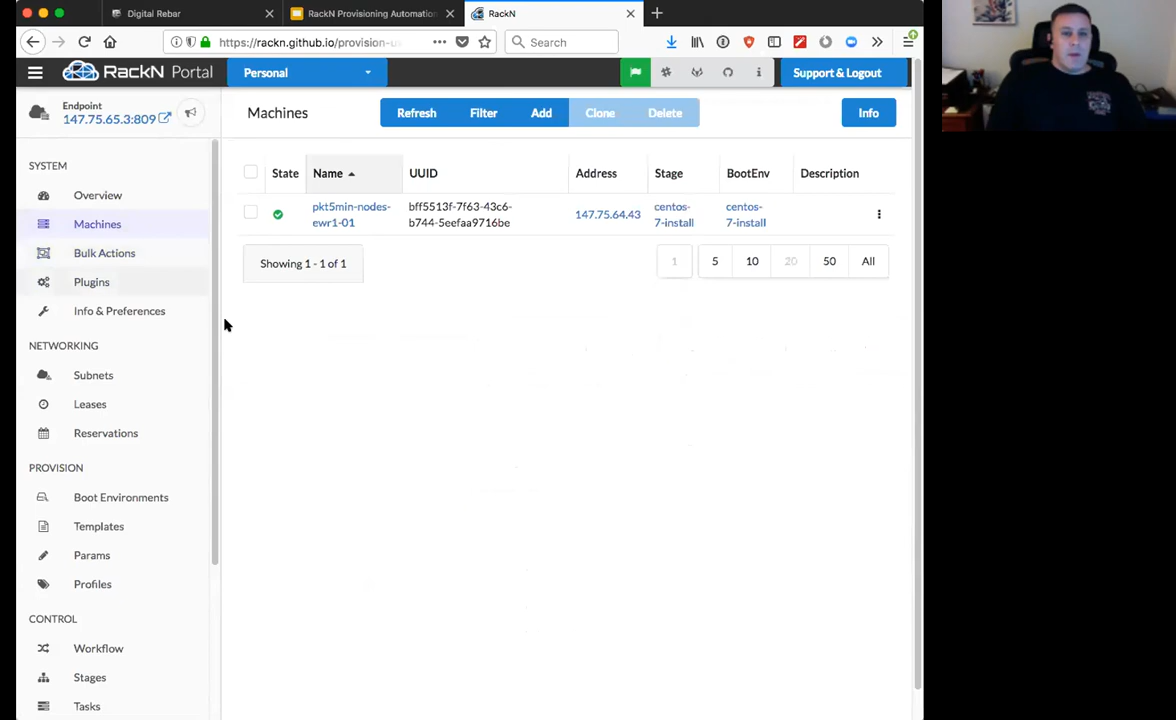 Digital Rebar
RackN Provisioning Automation
RackN
https://rackn.github.io/provision-u
Search
RackN Portal
Personal
Support & Logout
Endpoint
147.75.65.3:809
Machines
Refresh
Filter
Add
Clone
Delete
Info
SYSTEM
Overview
Machines
Bulk Actions
Plugins
Info & Preferences
NETWORKING
Subnets
Leases
Reservations
PROVISION
Boot Environments
Templates
Params
Profiles
CONTROL
Workflow
Stages
Tasks
State
Name
UUID
Address
Stage
BootEnv
Description
pkt5min-nodes-
ewr1-01
bff5513f-7f63-43c6-
b744-5eefaa9716be
147.75.64.43
centos-
7-install
centos-
7-install
Showing 1 - 1 of 1
1
5
10
20
50
All